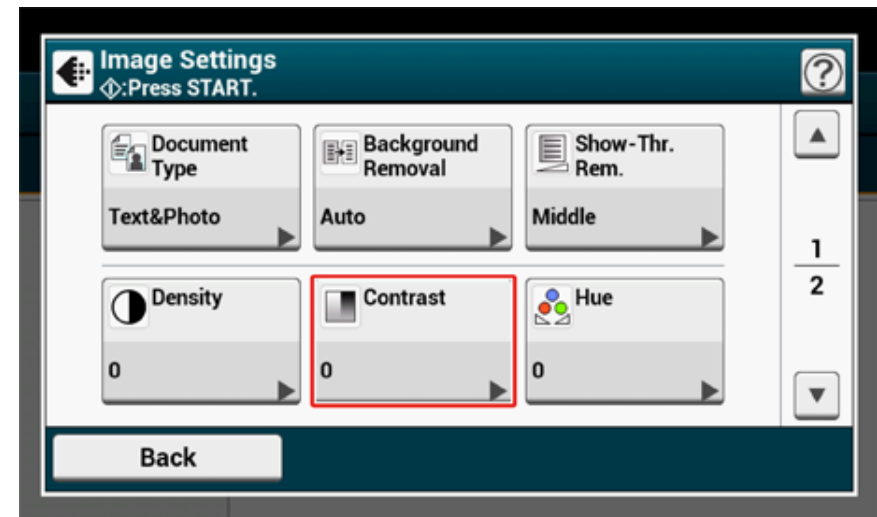 Image Settings
:Press START.
Document
Type
Text&Photo
Background
Removal
Auto
Show-Thr.
Rem.
Middle
Density
0
Contrast
0
Hue
0
1
2
Back